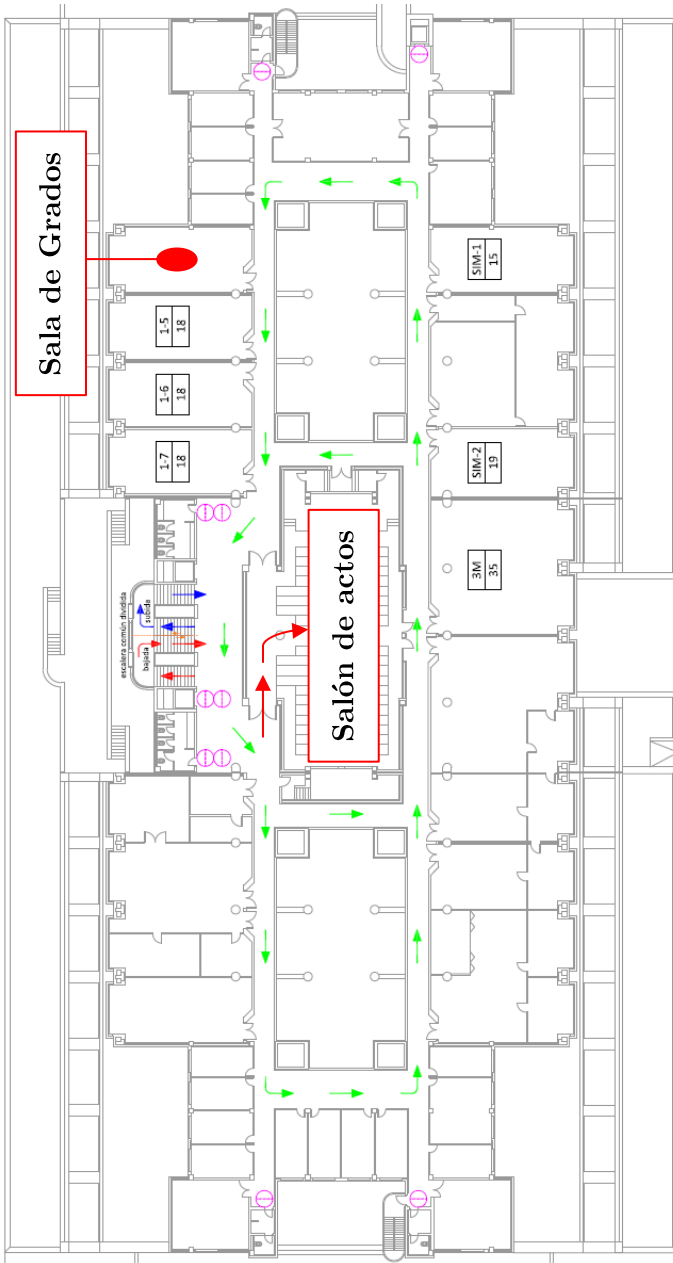 Sala de Grados
1-5
18
1-6
18
1-7
18
SIM-1
15
SIM-2
19
3M
35
escalera común dividida
bajada
subida
Salón de actos